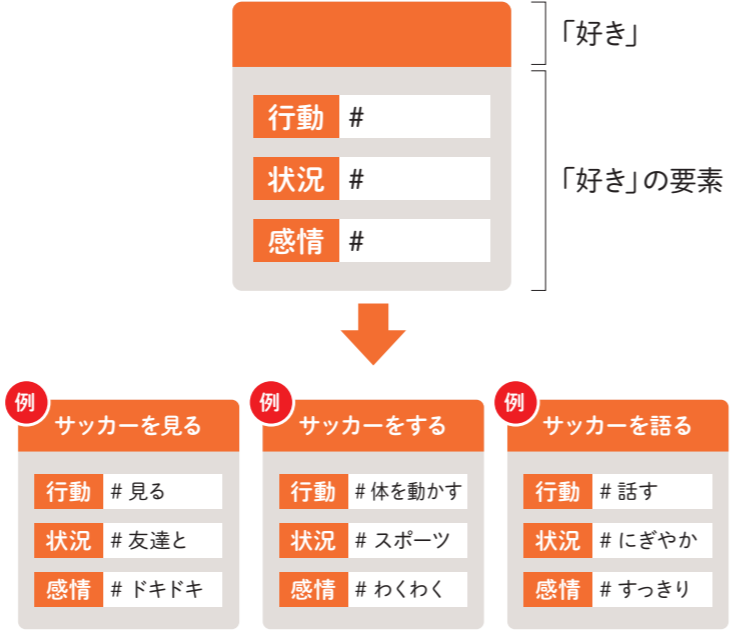 「好き」
行動 #
状況 #
感情 #
「好き」の要素
例
サッカーを見る
行動 # 見る
状況 # 友達と
感情 # ドキドキ
例
サッカーをする
行動 # 体を動かす
状況 # スポーツ
感情 # わくわく
例
サッカーを語る
行動 # 話す
状況 # にぎやか
感情 # すっきり